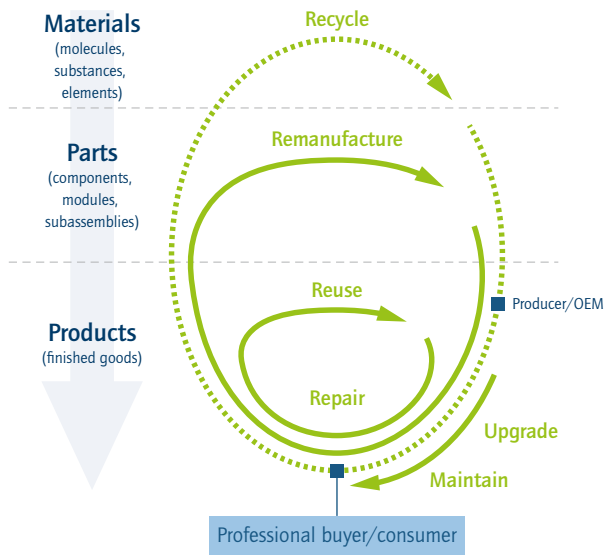 Materials
(molecules,
substances,
elements)
Recycle
Parts
(components,
modules,
subassemblies)
Remanufacture
Products
(finished goods)
Reuse
Repair
Producer/OEM
Upgrade
Maintain
Professional buyer/consumer